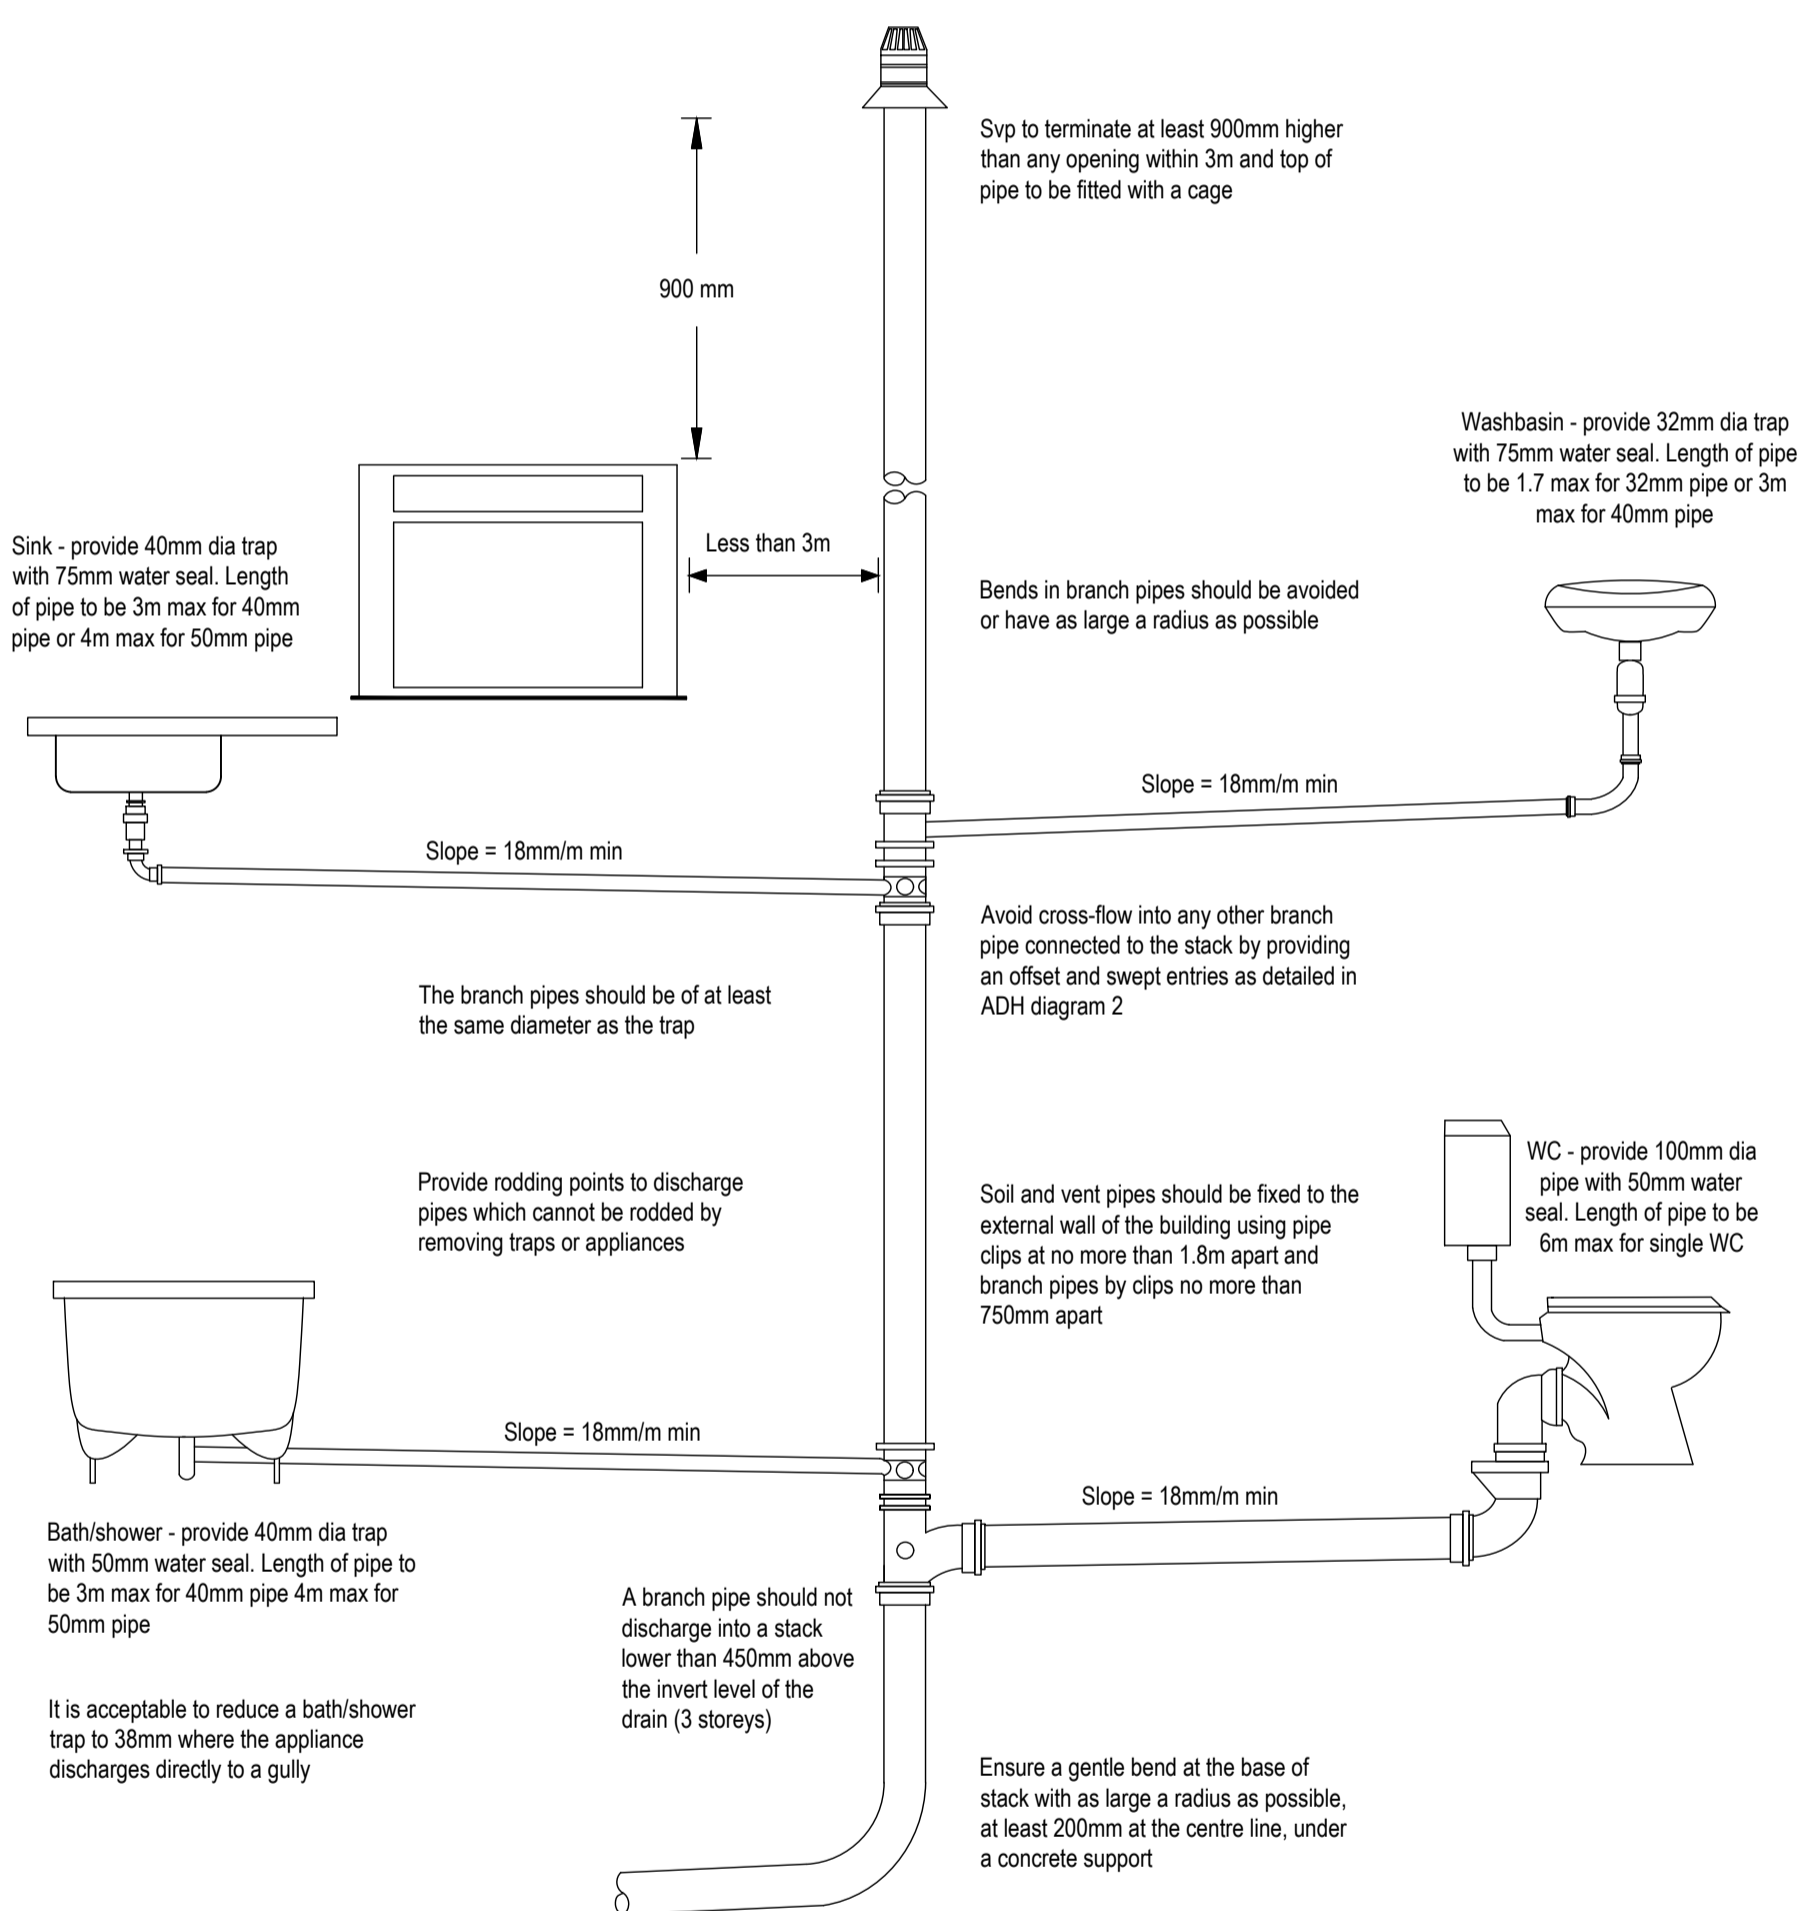 Svp to terminate at least 900mm higher
than any opening within 3m and top of
pipe to be fitted with a cage
900 mm
Washbasin - provide 32mm dia trap
with 75mm water seal. Length of pipe
to be 1.7 max for 32mm pipe or 3m
max for 40mm pipe
Sink - provide 40mm dia trap
with 75mm water seal. Length
of pipe to be 3m max for 40mm
pipe or 4m max for 50mm pipe
Less than 3m
Bends in branch pipes should be avoided
or have as large a radius as possible
Slope = 18mm/m min
Slope = 18mm/m min
Avoid cross-flow into any other branch
pipe connected to the stack by providing
an offset and swept entries as detailed in
ADH diagram 2
The branch pipes should be of at least
the same diameter as the trap
Provide rodding points to discharge
pipes which cannot be rodded by
removing traps or appliances
Soil and vent pipes should be fixed to the
external wall of the building using pipe
clips at no more than 1.8m apart and
branch pipes by clips no more than
750mm apart
WC - provide 100mm dia
pipe with 50mm water
seal. Length of pipe to be
6m max for single WC
Slope = 18mm/m min
Slope = 18mm/m min
Bath/shower - provide 40mm dia trap
with 50mm water seal. Length of pipe to
be 3m max for 40mm pipe 4m max for
50mm pipe
A branch pipe should not
discharge into a stack
lower than 450mm above
the invert level of the
drain (3 storeys)
It is acceptable to reduce a bath/shower
trap to 38mm where the appliance
discharges directly to a gully
Ensure a gentle bend at the base of
stack with as large a radius as possible,
at least 200mm at the centre line, under
a concrete support